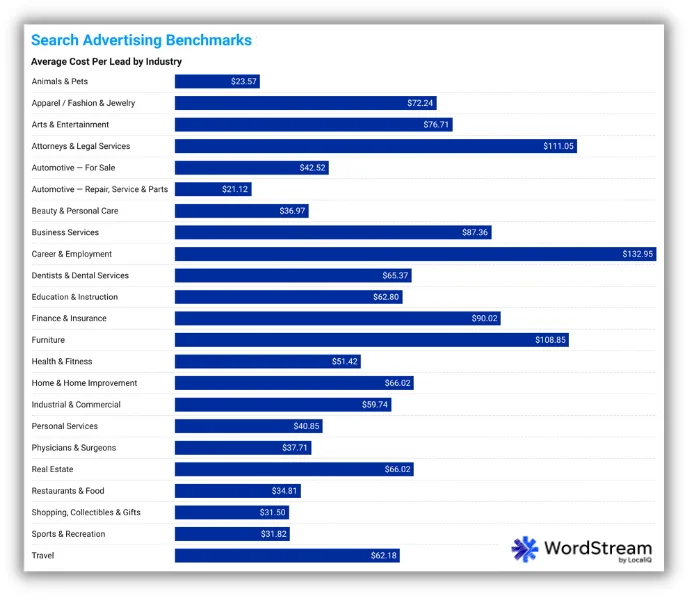 Search Advertising Benchmarks
Average Cost Per Lead by Industry
Animals & Pets $23.57
Apparel / Fashion & Jewelry $72.24
Arts & Entertainment $76.71
Attorneys & Legal Services $111.05
Automotive — For Sale $42.52
Automotive — Repair, Service & Parts $21.12
Beauty & Personal Care $36.97
Business Services $87.36
Career & Employment $132.95
Dentists & Dental Services $65.37
Education & Instruction $62.80
Finance & Insurance $90.02
Furniture $108.85
Health & Fitness $51.42
Home & Home Improvement $66.02
Industrial & Commercial $59.74
Personal Services $40.85
Physicians & Surgeons $37.71
Real Estate $66.02
Restaurants & Food $34.81
Shopping, Collectibles & Gifts $31.50
Sports & Recreation $31.82
Travel $62.18
WordStream
by LocaliQ